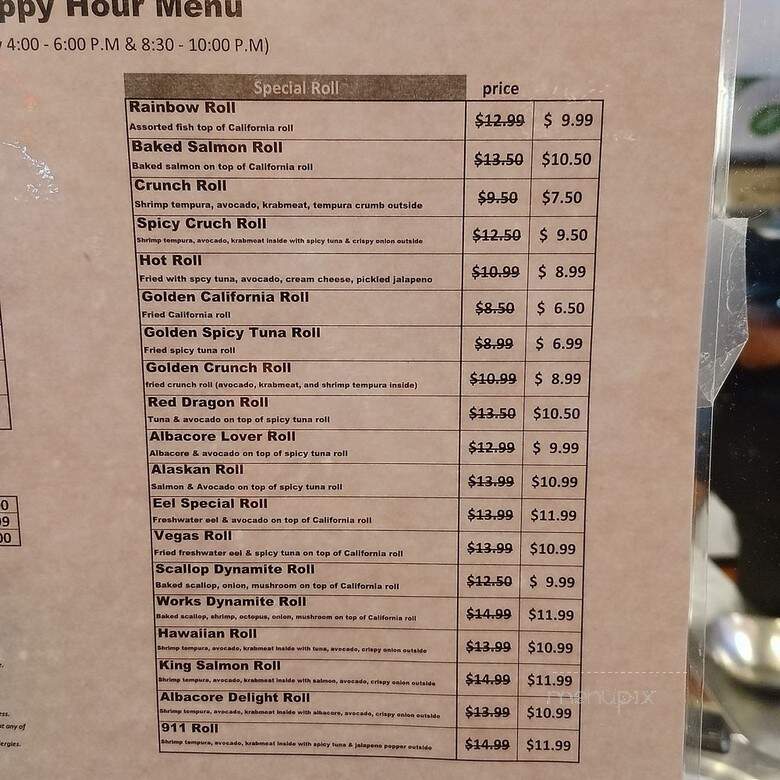 ppy Hour Menu
4:00 - 6:00 P.M & 8:30 - 10:00 P.M)
Special Roll price
Rainbow Roll $12.99 $ 9.99
Assorted fish top of California roll
Baked Salmon Roll $13.50 $10.50
Baked salmon on top of California roll
Crunch Roll $9.50 $7.50
Shrimp tempura, avocado, krabmeat, tempura crumb outside
Spicy Cruch Roll $12.50 $ 9.50
Shrimp tempura, avocado, krabmeat inside with spicy tuna & crispy onion outside
Hot Roll $10.99 $ 8.99
Fried with spcy tuna, avocado, cream cheese, pickled jalapeno
Golden California Roll $8.50 $ 6.50
Fried California roll
Golden Spicy Tuna Roll $8.99 $ 6.99
Fried spicy tuna roll
Golden Crunch Roll $10.99 $ 8.99
fried crunch roll (avocado, krabmeat, and shrimp tempura inside)
Red Dragon Roll $13.50 $10.50
Tuna & avocado on top of spicy tuna roll
Albacore Lover Roll $12.99 $ 9.99
Albacore & avocado on top of spicy tuna roll
Alaskan Roll $13.99 $10.99
Salmon & Avocado on top of spicy tuna roll
Eel Special Roll $13.99 $11.99
Freshwater eel & avocado on top of California roll
Vegas Roll $13.99 $10.99
Fried freshwater eel & spicy tuna on top of California roll
Scallop Dynamite Roll $12.50 $ 9.99
Baked scallop, onion, mushroom on top of California roll
Works Dynamite Roll $14.99 $11.99
Baked scallop, shrimp, octopus, onion, mushroom on top of California roll
Hawaiian Roll $13.99 $10.99
Shrimp tempura, avocado, krabmeat inside with tuna, avocado, crispy onion outside
King Salmon Roll $14.99 $11.99
Shrimp tempura, avocado, krabmeat inside with salmon, avocado, crispy onion outside
Albacore Delight Roll $13.99 $10.99
Shrimp tempura, avocado, krabmeat inside with albacore, avocado, crispy onion outside
911 Roll $14.99 $11.99
Shrimp tempura, avocado, krabmeat inside with spicy tuna & jalapeno popper outside
menupix